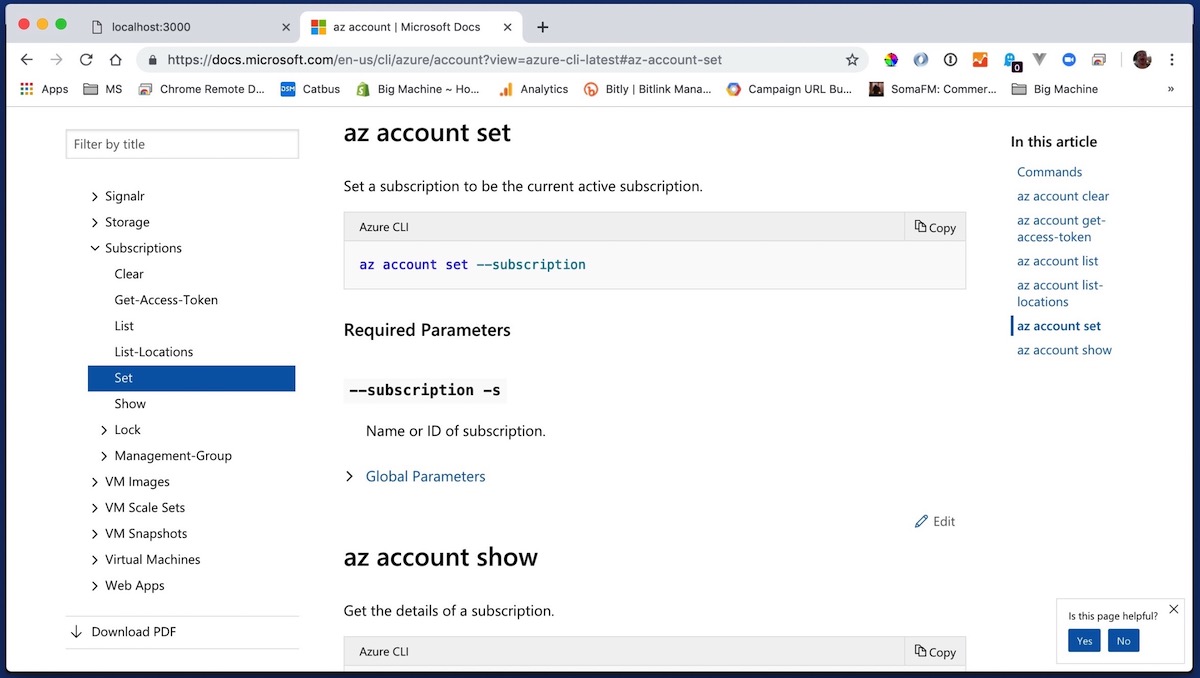 localhost:3000
az account | Microsoft Docs
https://docs.microsoft.com/en-us/cli/azure/account?view=azure-cli-latest#az-account-set
0
Apps
MS
Chrome Remote D...
DSM
Catbus
Big Machine ~ Ho...
Analytics
Bitly | Bitlink Mana...
Campaign URL Bu...
SomaFM: Commer...
Big Machine
»
Filter by title
Signalr
Storage
Subscriptions
Clear
Get-Access-Token
List
List-Locations
Set
Show
Lock
Management-Group
VM Images
VM Scale Sets
VM Snapshots
Virtual Machines
Web Apps
Download PDF
az account set
Set a subscription to be the current active subscription.
Azure CLI
Copy
az account set --subscription
Required Parameters
--subscription -s
Name or ID of subscription.
Global Parameters
Edit
az account show
Get the details of a subscription.
Azure CLI
Copy
In this article
Commands
az account clear
az account get-
access-token
az account list
az account list-
locations
az account set
az account show
Is this page helpful?
Yes
No